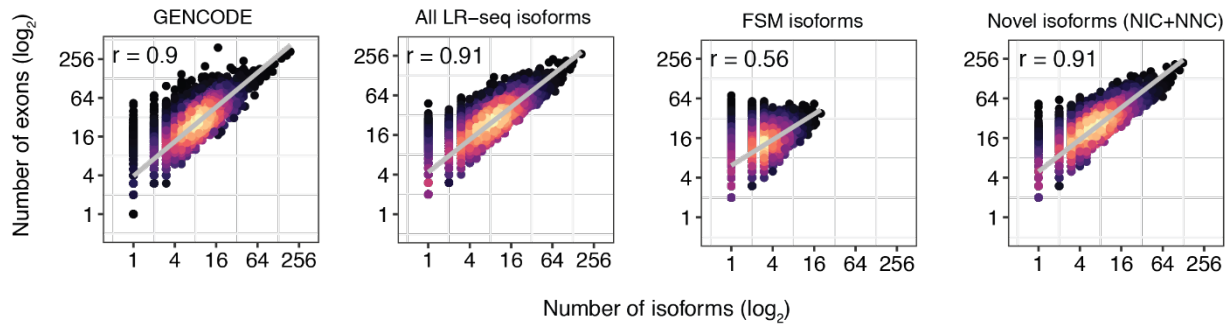 GENCODE
All LR-seq isoforms
FSM isoforms
Novel isoforms (NIC+NNC)
Number of exons (log2)
r = 0.9
r = 0.91
r = 0.56
r = 0.91
256
64
16
4
1
256
64
16
4
1
256
64
16
4
1
256
64
16
4
1
1 4 16 64 256
1 4 16 64 256
1 4 16 64 256
1 4 16 64 256
Number of isoforms (log2)